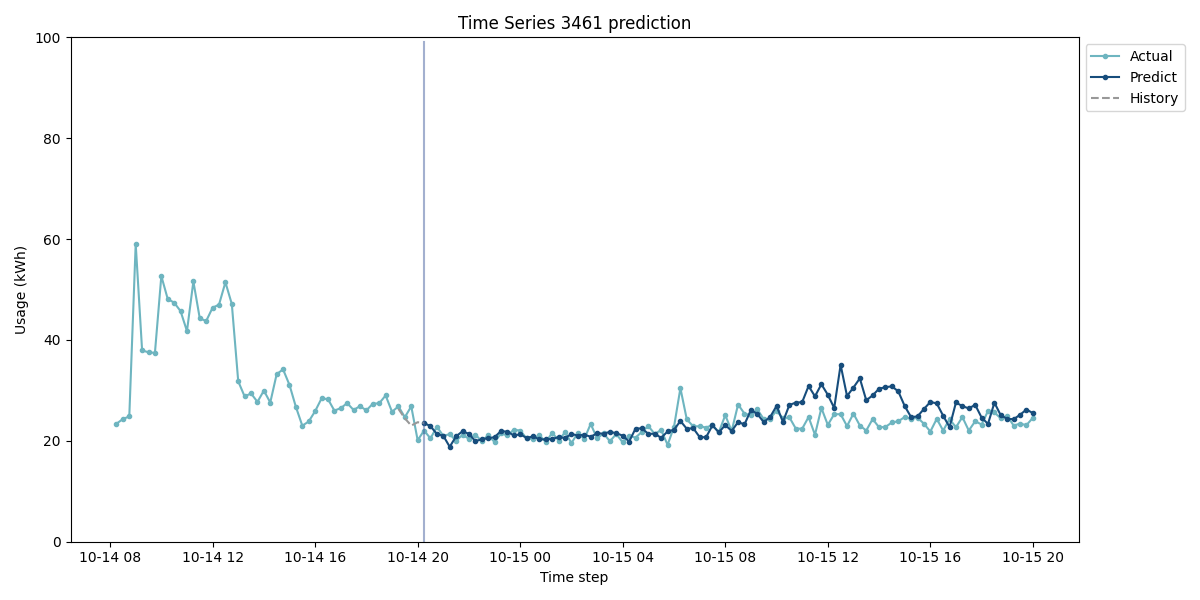 Time Series 3461 prediction
100
80
60
40
20
0
Usage (kWh)
10-14 08
10-14 12
10-14 16
10-14 20
10-15 00
10-15 04
10-15 08
10-15 12
10-15 16
10-15 20
Time step
Actual
Predict
History